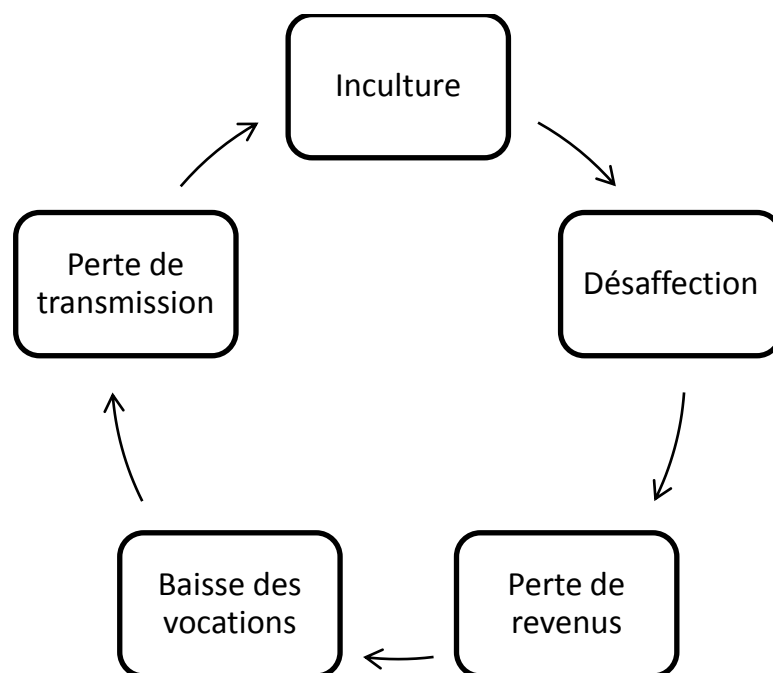 Inculture
Désaffection
Perte de
revenus
Baisse des
vocations
Perte de
transmission